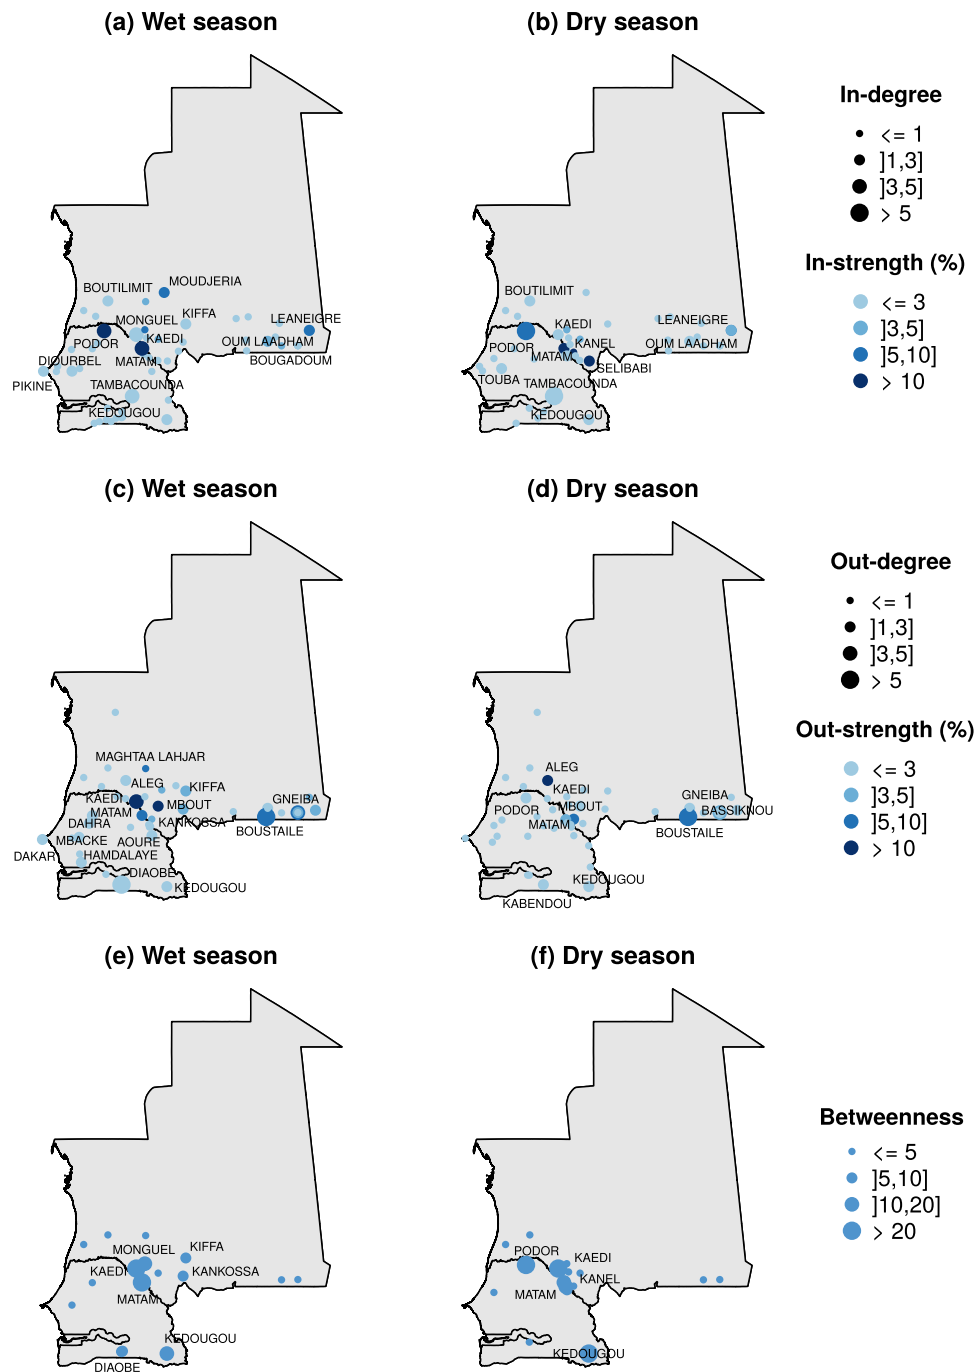 (a) Wet season
(b) Dry season
In-degree
<= 1
]1,3]
]3,5]
> 5
In-strength (%)
<= 3
]3,5]
]5,10]
> 10
MOUDJERIA
BOUTILIMIT
MONGUEL
KIFFA
LEANEIGRE
PODOR
KAEDI
OUM LAADHAM
DIOURBEL
MATAM
BOUGADOUM
PIKINE
TAMBACOUNDA
KEDOUGOU
BOUTILIMIT
KAEDI
LEANEIGRE
PODOR
KANEL
OUM LAADHAM
MATAM
SELIBABI
TOUBA
TAMBACOUNDA
KEDOUGOU
(c) Wet season
(d) Dry season
Out-degree
<= 1
]1,3]
]3,5]
> 5
Out-strength (%)
<= 3
]3,5]
]5,10]
> 10
MAGHTAA LAHJAR
ALEG
KIFFA
KAEDI
MBOUT
GNEIBA
MATAM
DAHRA
KANKOSSA
BOUSTAILE
MBACKE
AOURE
DAKAR
HAMDALAYE
DIAOBE
KEDOUGOU
ALEG
KAEDI
GNEIBA
PODOR
MBOUT
BASSIKNOU
MATAM
BOUSTAILE
KEDOUGOU
KABENDOU
(e) Wet season
(f) Dry season
Betweenness
<= 5
]5,10]
]10,20]
> 20
MONGUEL
KIFFA
KAEDI
KANKOSSA
MATAM
KEDOUGOU
DIAOBE
PODOR
KAEDI
KANEL
MATAM
KEDOUGOU